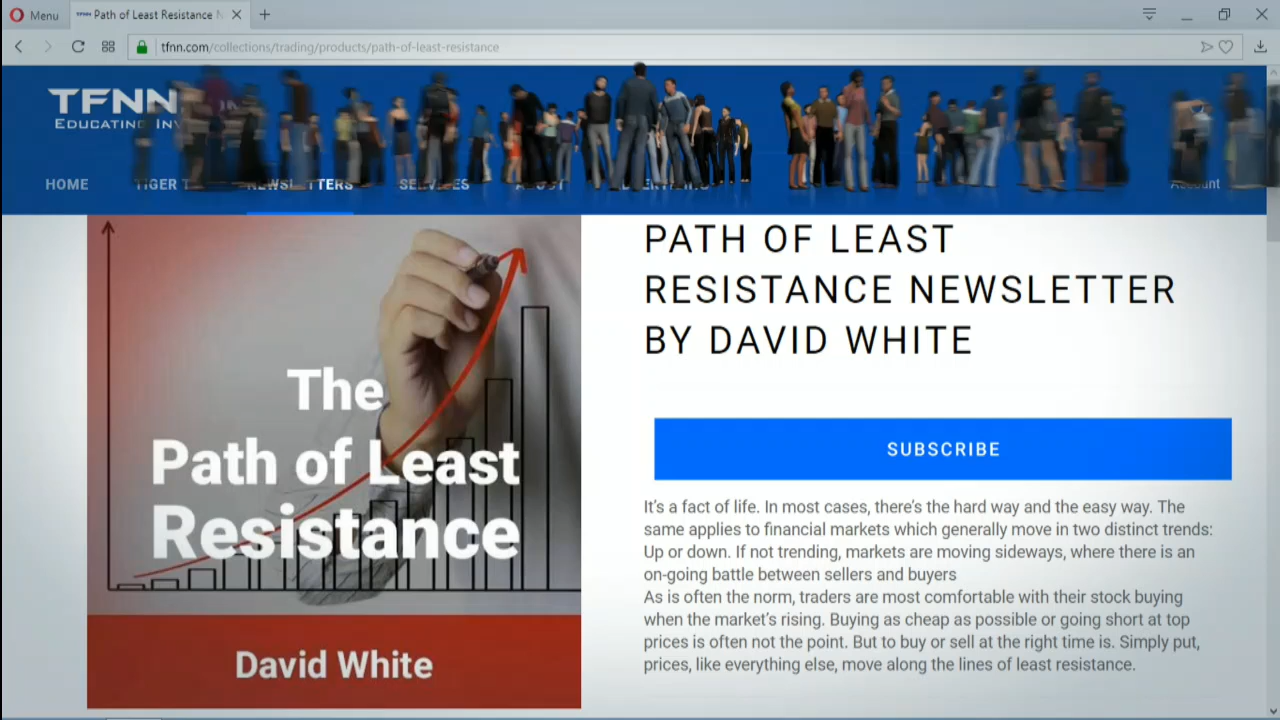 Menu
Path of Least Resistance N
tfnn.com/collections/trading/products/path-of-least-resistance
TFNN
EDUCATING INV
HOME
TIGER T
NEWSLETTERS
SERVICES
ABOUT
Account
PATH OF LEAST
RESISTANCE NEWSLETTER
BY DAVID WHITE
The
Path of Least
Resistance
David White
SUBSCRIBE
It's a fact of life. In most cases, there's the hard way and the easy way. The
same applies to financial markets which generally move in two distinct trends:
Up or down. If not trending, markets are moving sideways, where there is an
on-going battle between sellers and buyers
As is often the norm, traders are most comfortable with their stock buying
when the market's rising. Buying as cheap as possible or going short at top
prices is often not the point. But to buy or sell at the right time is. Simply put,
prices, like everything else, move along the lines of least resistance.